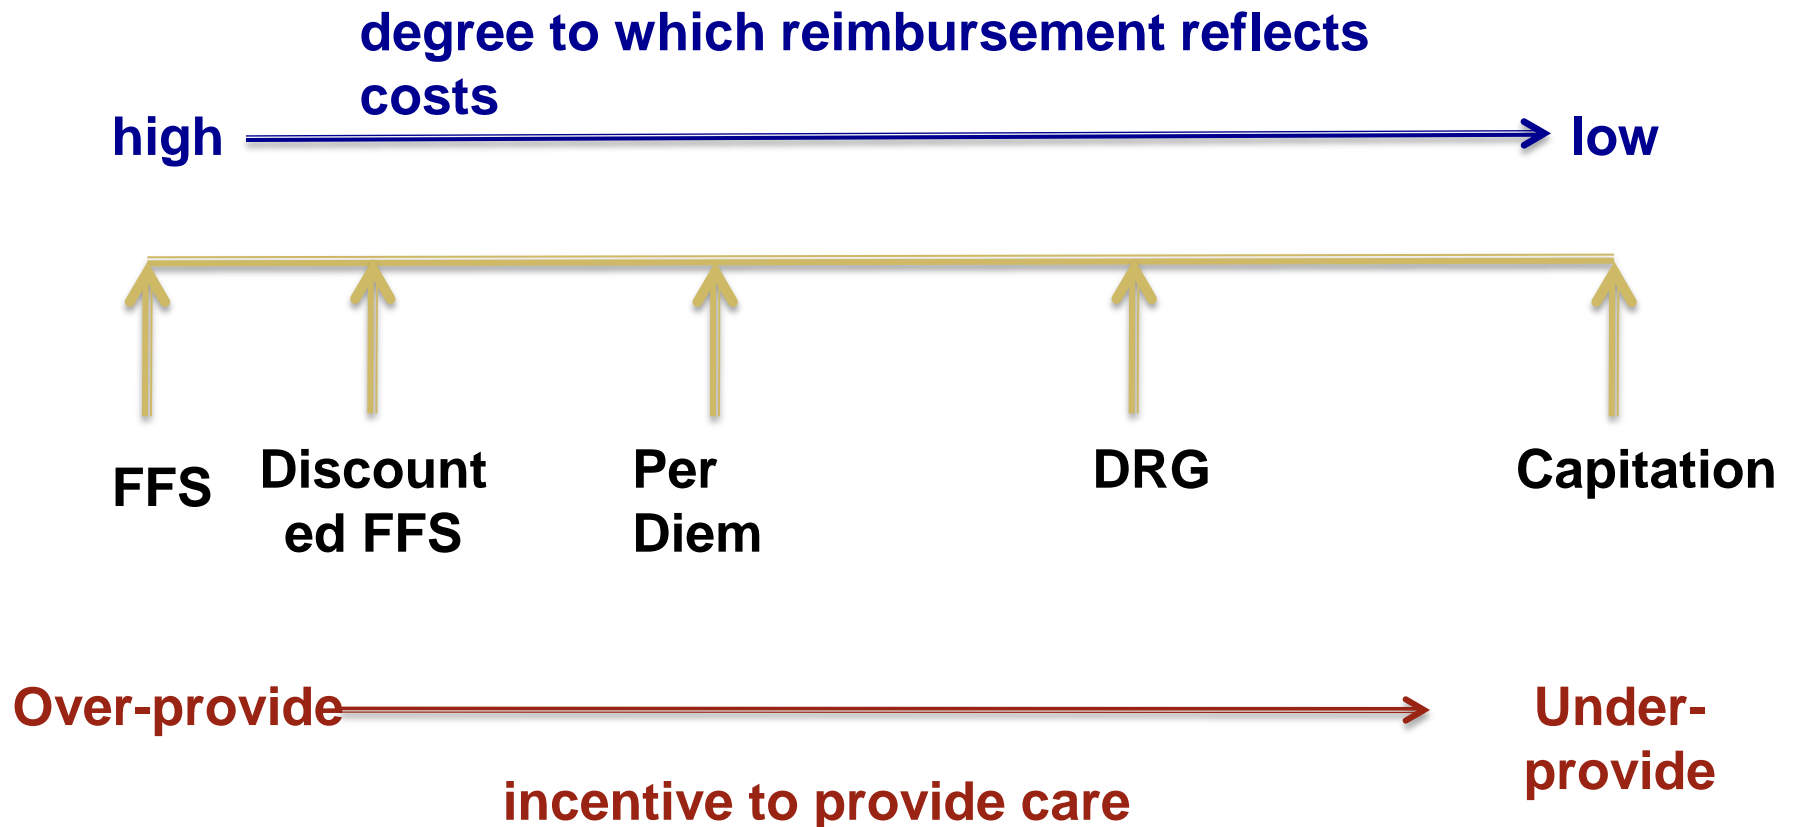 degree to which reimbursement reflects
costs
high
low
FFS
Discount
ed FFS
Per
Diem
DRG
Capitation
Over-provide
Under-
provide
incentive to provide care